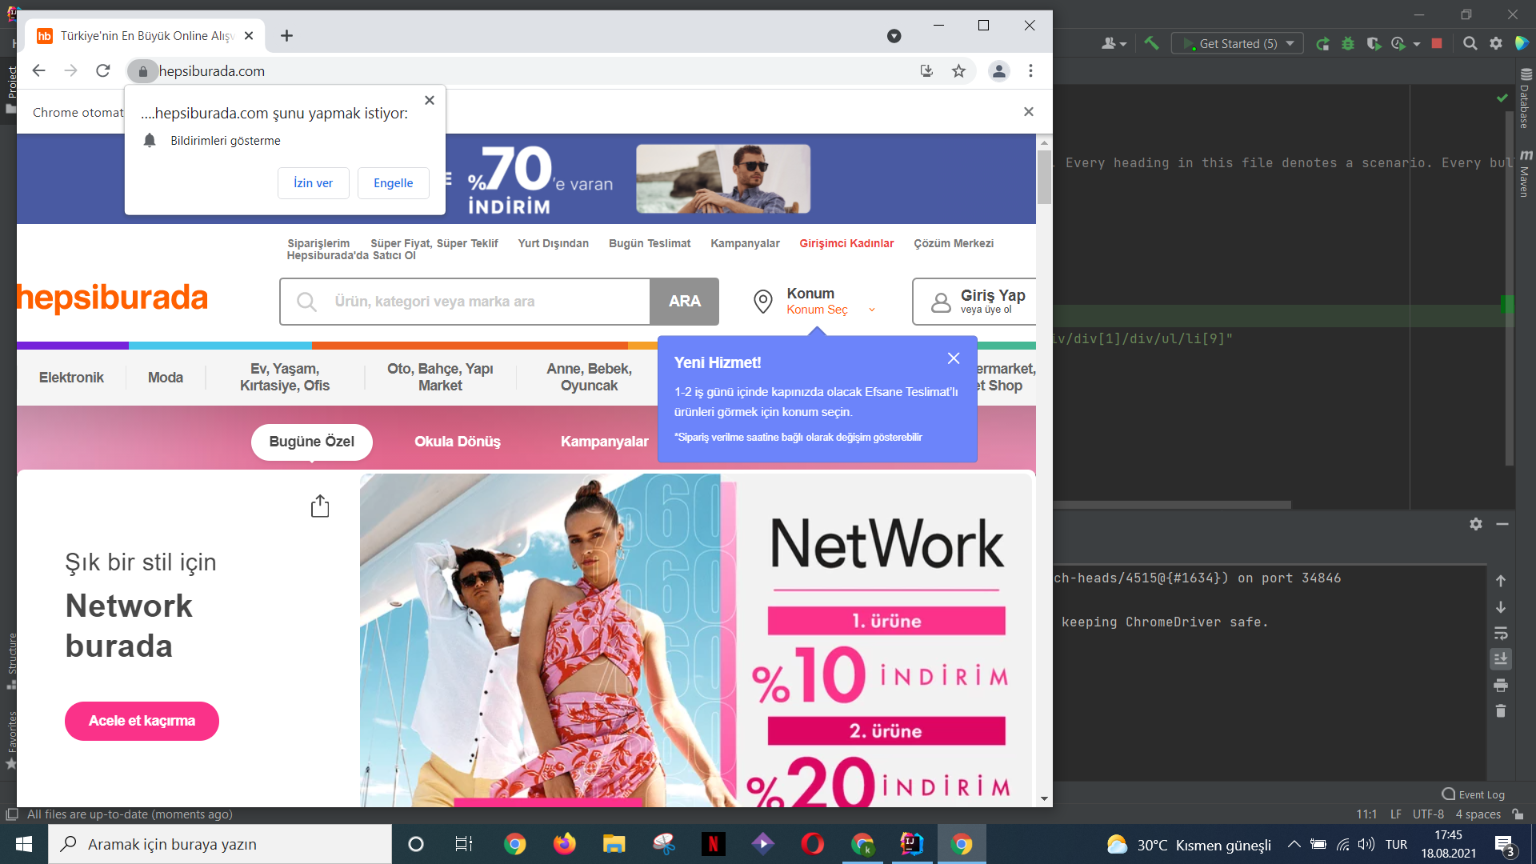 hb Türkiye'nin En Büyük Online Alışv
hepsiburada.com
Chrome otomat
....hepsiburada.com şunu yapmak istiyor:
Bildirimleri gösterme
İzin ver
Engelle
%70'e varan
İNDİRİM
Siparişlerim
Süper Fiyat, Süper Teklif
Yurt Dışından
Bugün Teslimat
Kampanyalar
Girişimci Kadınlar
Çözüm Merkezi
Hepsiburada'da Satıcı Ol
hepsiburada
Ürün, kategori veya marka ara
ARA
Konum
Konum Seç
Giriş Yap
veya üye ol
Elektronik
Moda
Ev, Yaşam,
Kırtasiye, Ofis
Oto, Bahçe, Yapı
Market
Anne, Bebek,
Oyuncak
ermarket,
et Shop
Yeni Hizmet!
1-2 iş günü içinde kapınızda olacak Efsane Teslimat'lı
ürünleri görmek için konum seçin.
*Sipariş verilme saatine bağlı olarak değişim gösterebilir
Bugüne Özel
Okula Dönüş
Kampanyalar
Şık bir stil için
Network
burada
Acele et kaçırma
%60
NetWork
1. ürüne
%10 İNDİRİM
2. ürüne
%20 İNDİRİM
Get Started (5)
Project
Structure
Favorites
Database
m Maven
. Every heading in this file denotes a scenario. Every bul
iv/div[1]/div/ul/li[9]"
ch-heads/4515@{#1634}) on port 34846
keeping ChromeDriver safe.
Event Log
All files are up-to-date (moments ago)
11:1
LF
UTF-8
4 spaces
Aramak için buraya yazın
30°C Kısmen güneşli
TUR
17:45
18.08.2021
3